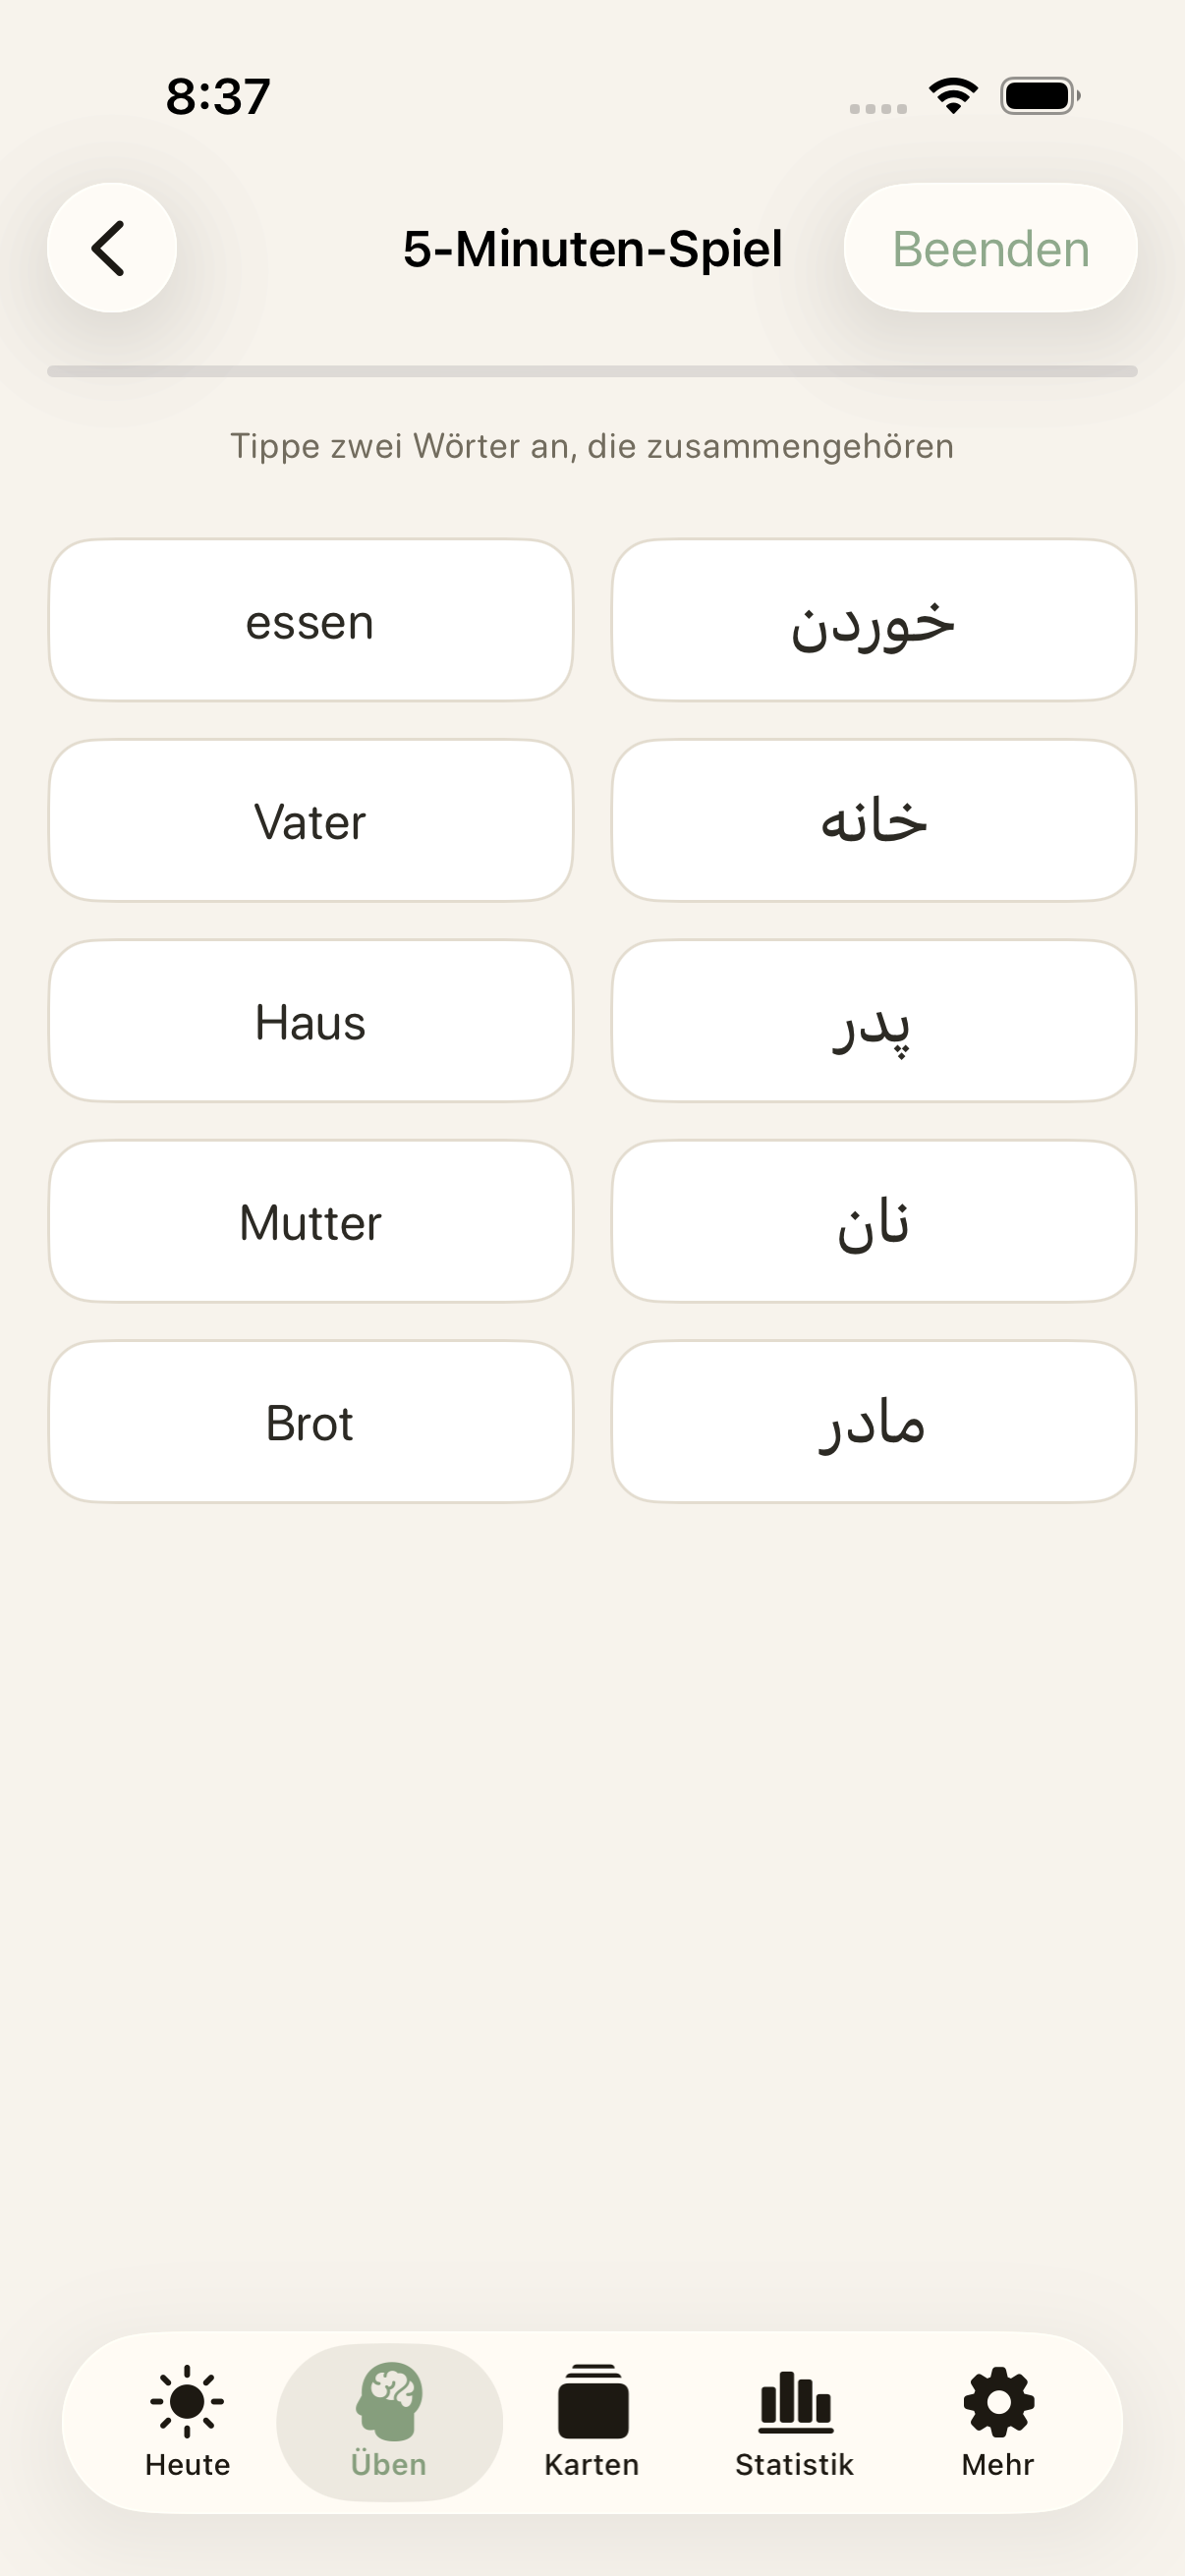 8:37
5-Minuten-Spiel
Beenden
Tippe zwei Wörter an, die zusammengehören
essen
خوردن
Vater
خانه
Haus
پدر
Mutter
نان
Brot
مادر
Heute
Üben
Karten
Statistik
Mehr